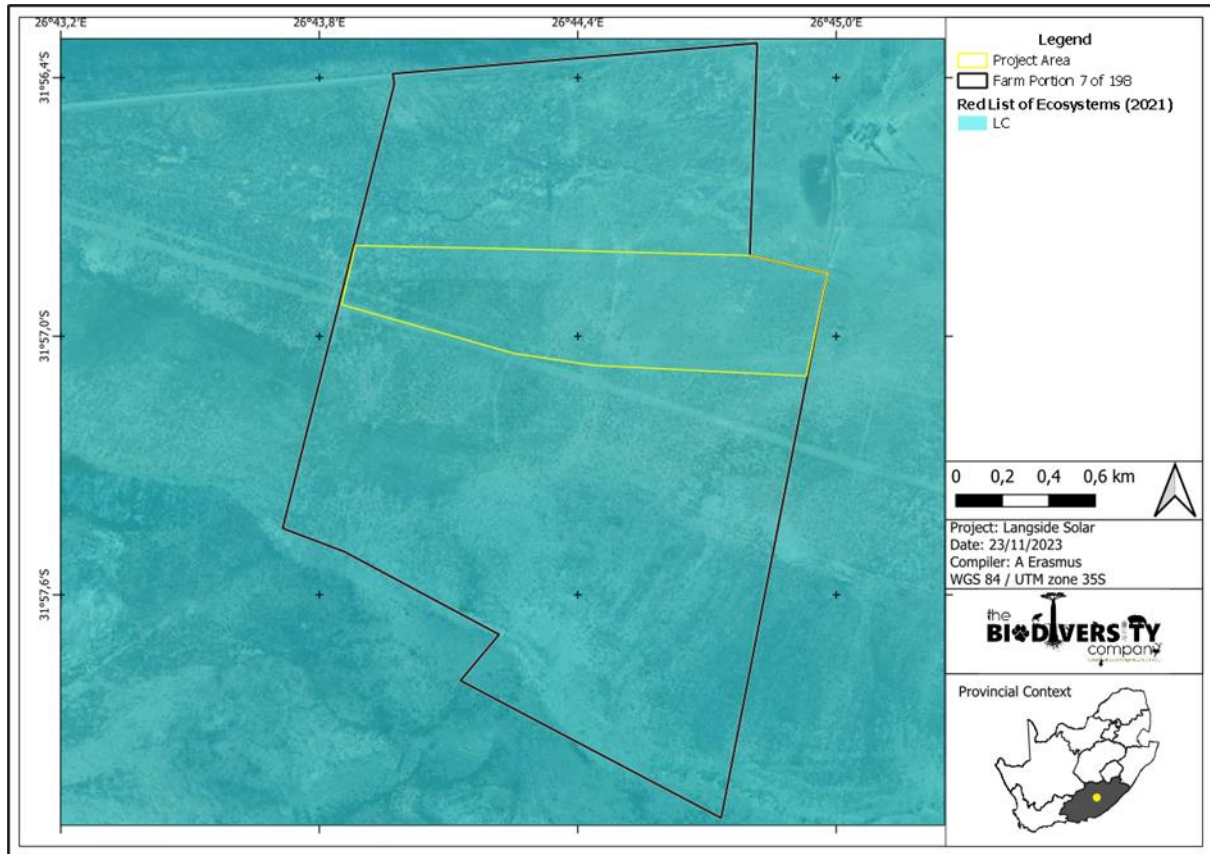 26°43,2'E 26°43,8'E 26°44,4'E 26°45,0'E
31°56,4'S
31°57,0'S
31°57,6'S
Legend
Project Area
Farm Portion 7 of 198
Red List of Ecosystems (2021)
LC
0 0,2 0,4 0,6 km
Project: Langside Solar
Date: 23/11/2023
Compiler: A Erasmus
WGS 84 / UTM zone 35S
the
BIODIVERSITY
company
Provincial Context